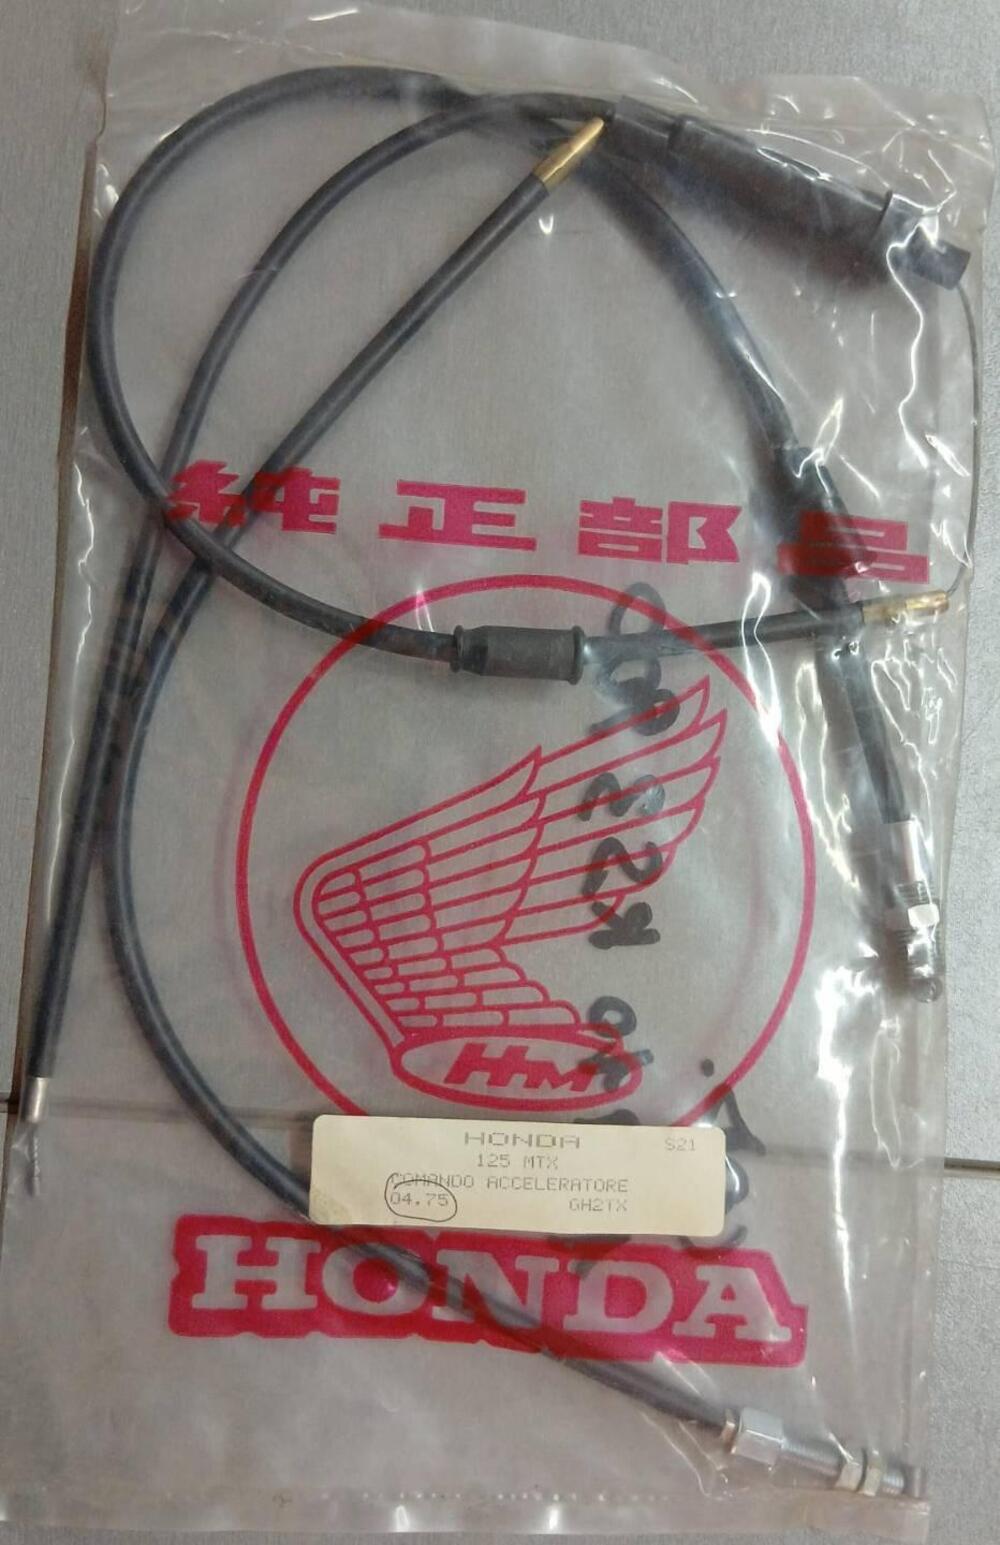 純正部品
HM
HONDA
S21
125 MTX
COMANDO ACCELERATORE
04.75
GH2TX
HONDA